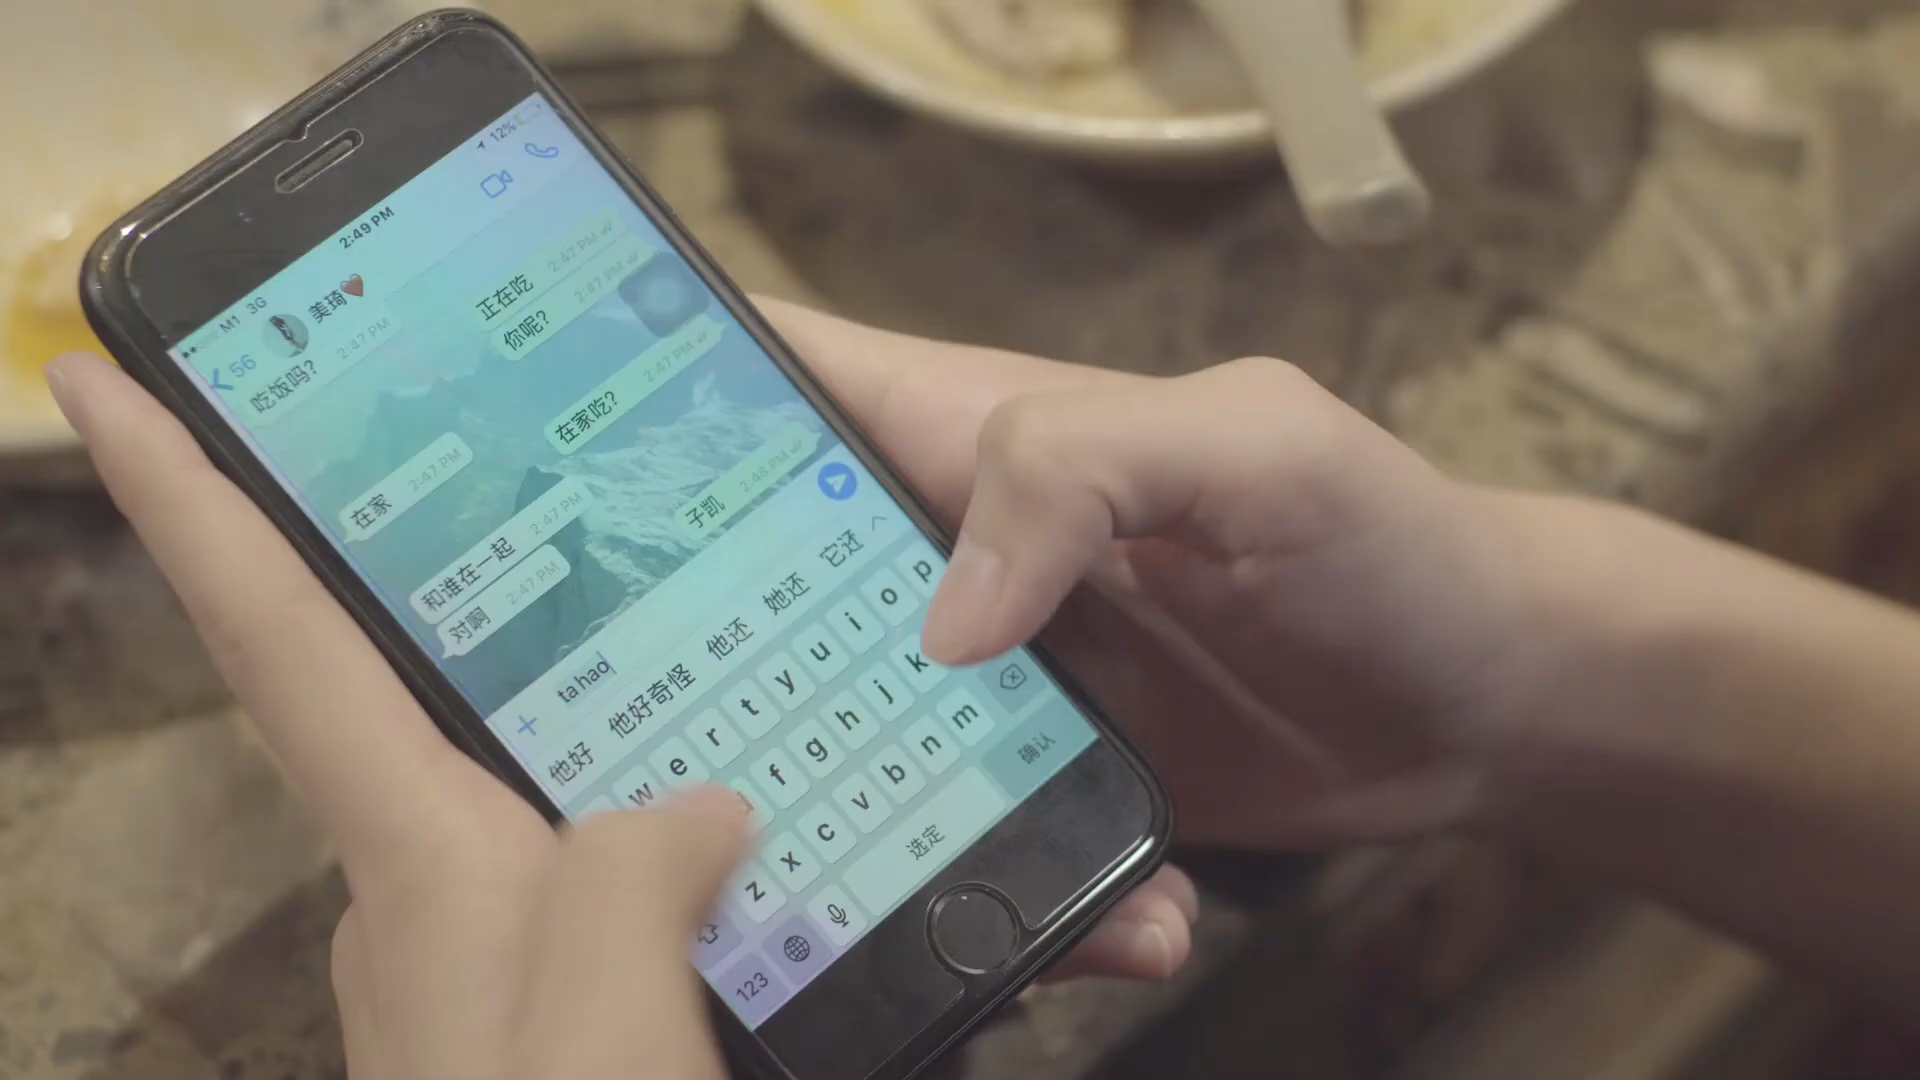 M1 3G
2:49 PM
12%
56
美琦❤️
吃饭吗? 2:47 PM
正在吃 2:47 PM
你呢? 2:47 PM
在家 2:47 PM
在家吃? 2:47 PM
和谁在一起 2:47 PM
对啊 2:47 PM
子凯 2:48 PM
ta hao
他好 他好奇怪 他还 她还 它还
w e r t y u i o p
f g h j k
z x c v b n m
123 选定 确认